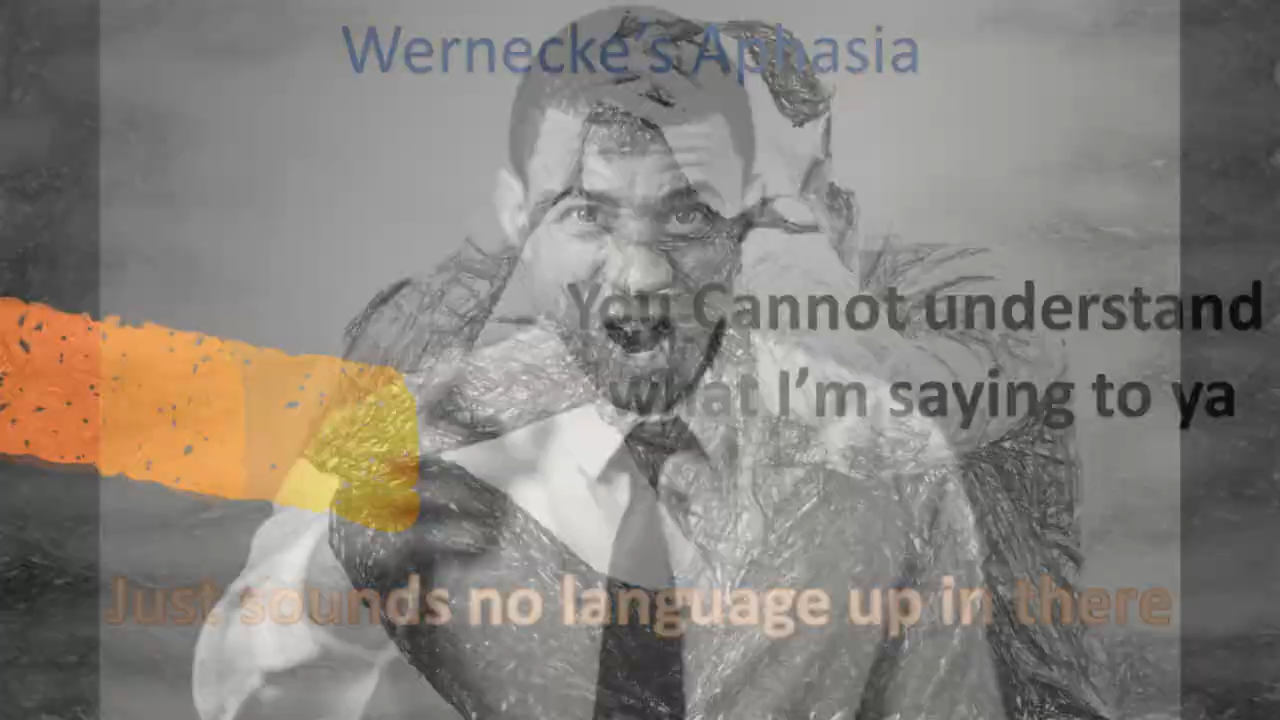 Wernecke's Aphasia
You Cannot understand
what I'm saying to ya
Just sounds no language up in there